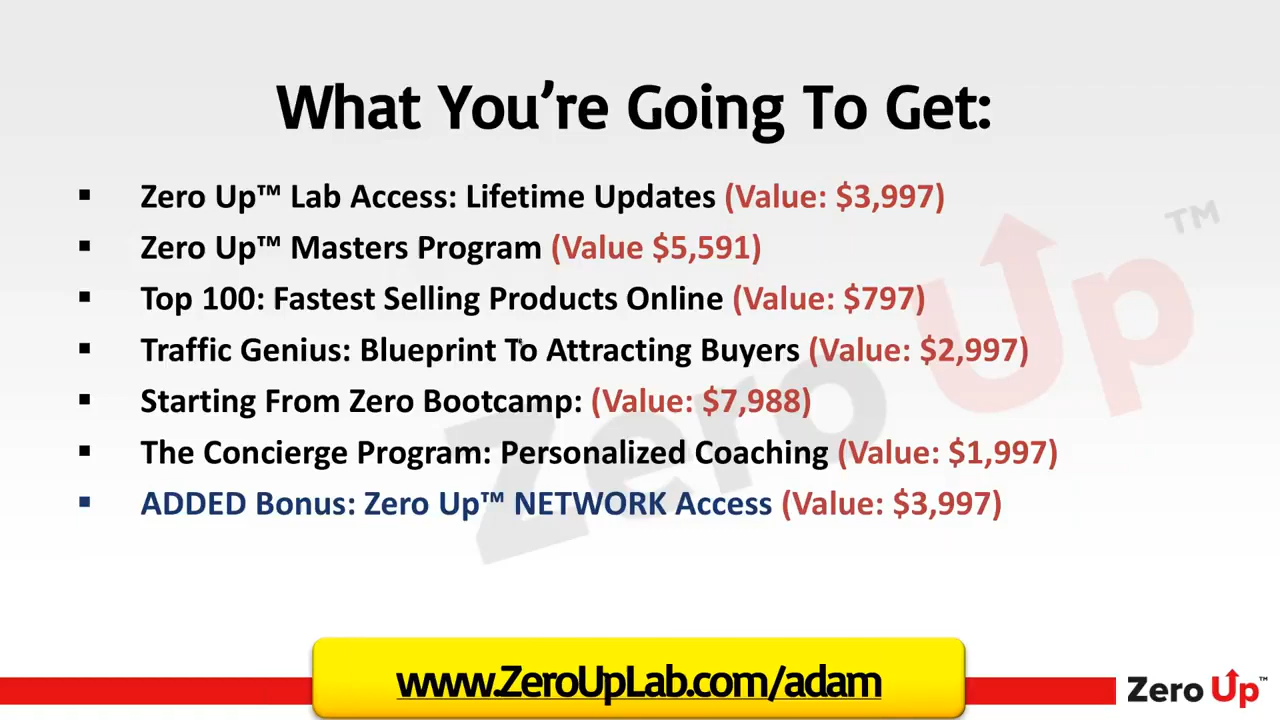 What You’re Going To Get:
▪ Zero Up™ Lab Access: Lifetime Updates (Value: $3,997)
▪ Zero Up™ Masters Program (Value $5,591)
▪ Top 100: Fastest Selling Products Online (Value: $797)
▪ Traffic Genius: Blueprint To Attracting Buyers (Value: $2,997)
▪ Starting From Zero Bootcamp: (Value: $7,988)
▪ The Concierge Program: Personalized Coaching (Value: $1,997)
▪ ADDED Bonus: Zero Up™ NETWORK Access (Value: $3,997)
Zero Up™
www.ZeroUpLab.com/adam
Zero Up™